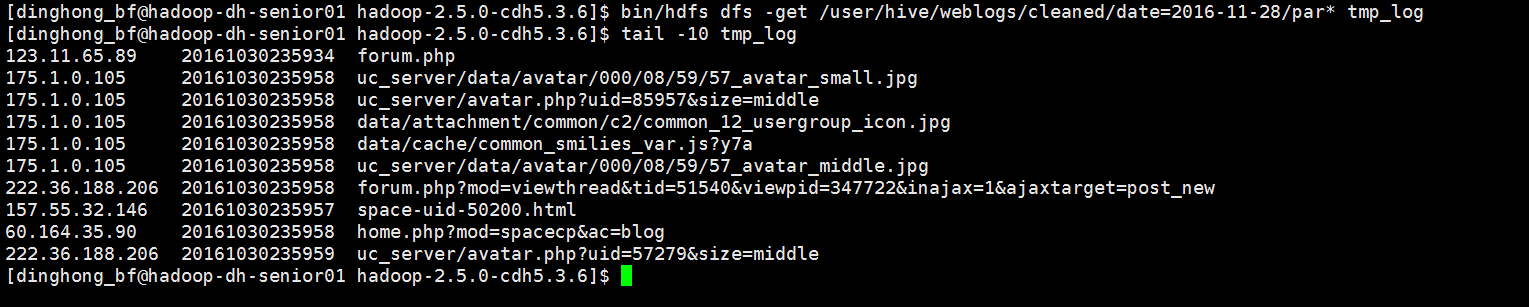 [dinghong_bf@hadoop-dh-senior01 hadoop-2.5.0-cdh5.3.6]$ bin/hdfs dfs -get /user/hive/weblogs/cleaned/date=2016-11-28/par* tmp_log
[dinghong_bf@hadoop-dh-senior01 hadoop-2.5.0-cdh5.3.6]$ tail -10 tmp_log
123.11.65.89    20161030235934  forum.php
175.1.0.105     20161030235958  uc_server/data/avatar/000/08/59/57_avatar_small.jpg
175.1.0.105     20161030235958  uc_server/avatar.php?uid=85957&size=middle
175.1.0.105     20161030235958  data/attachment/common/c2/common_12_usergroup_icon.jpg
175.1.0.105     20161030235958  data/cache/common_smilies_var.js?y7a
175.1.0.105     20161030235958  uc_server/data/avatar/000/08/59/57_avatar_middle.jpg
222.36.188.206  20161030235958  forum.php?mod=viewthread&tid=51540&viewpid=347722&inajax=1&ajaxtarget=post_new
157.55.32.146   20161030235957  space-uid-50200.html
60.164.35.90    20161030235958  home.php?mod=spacecp&ac=blog
222.36.188.206  20161030235959  uc_server/avatar.php?uid=57279&size=middle
[dinghong_bf@hadoop-dh-senior01 hadoop-2.5.0-cdh5.3.6]$